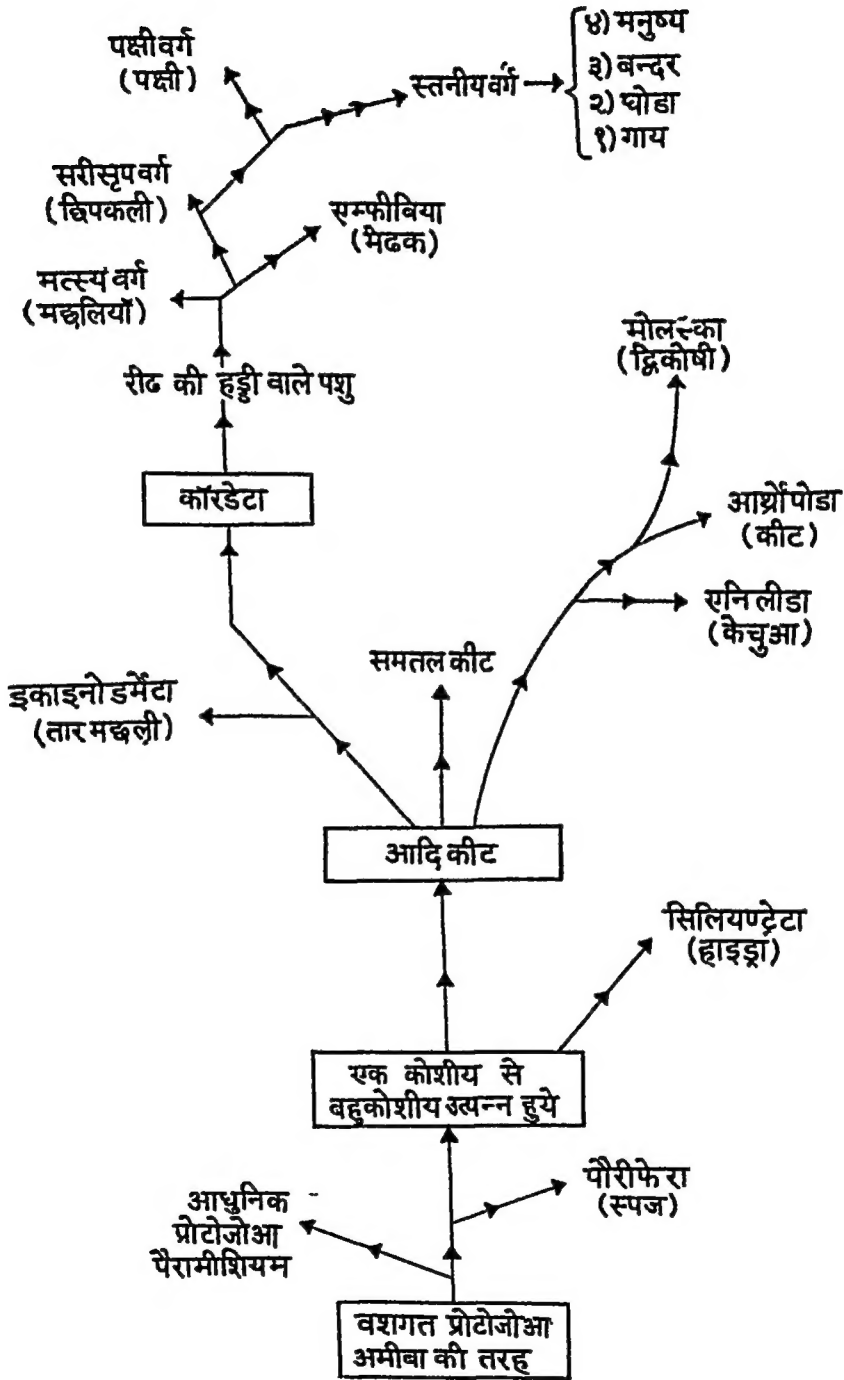 ४) मनुष्य
३) बन्दर
२) घोडा
१) गाय
स्तनीय वर्ग
पक्षी वर्ग
(पक्षी)
सरीसृप वर्ग
(छिपकली)
एम्फीबिया
(मेढक)
मत्स्य वर्ग
(मछलियाँ)
रीढ की हड्डी वाले पशु
कॉरडेटा
मोलस्का
(द्विकोषी)
आर्थ्रोपोडा
(कीट)
एनिलीडा
(केचुआ)
समतल कीट
इकाइनोडर्मेटा
(तार मछली)
आदि कीट
सिलियण्ट्रेटा
(हाइड्रा)
एक कोशीय से
बहुकोशीय उत्पन्न हुये
पौरीफेरा
(स्पज)
आधुनिक
प्रोटोजोआ
पैरामीशियम
वशगत प्रोटोजोआ
अमीबा की तरह